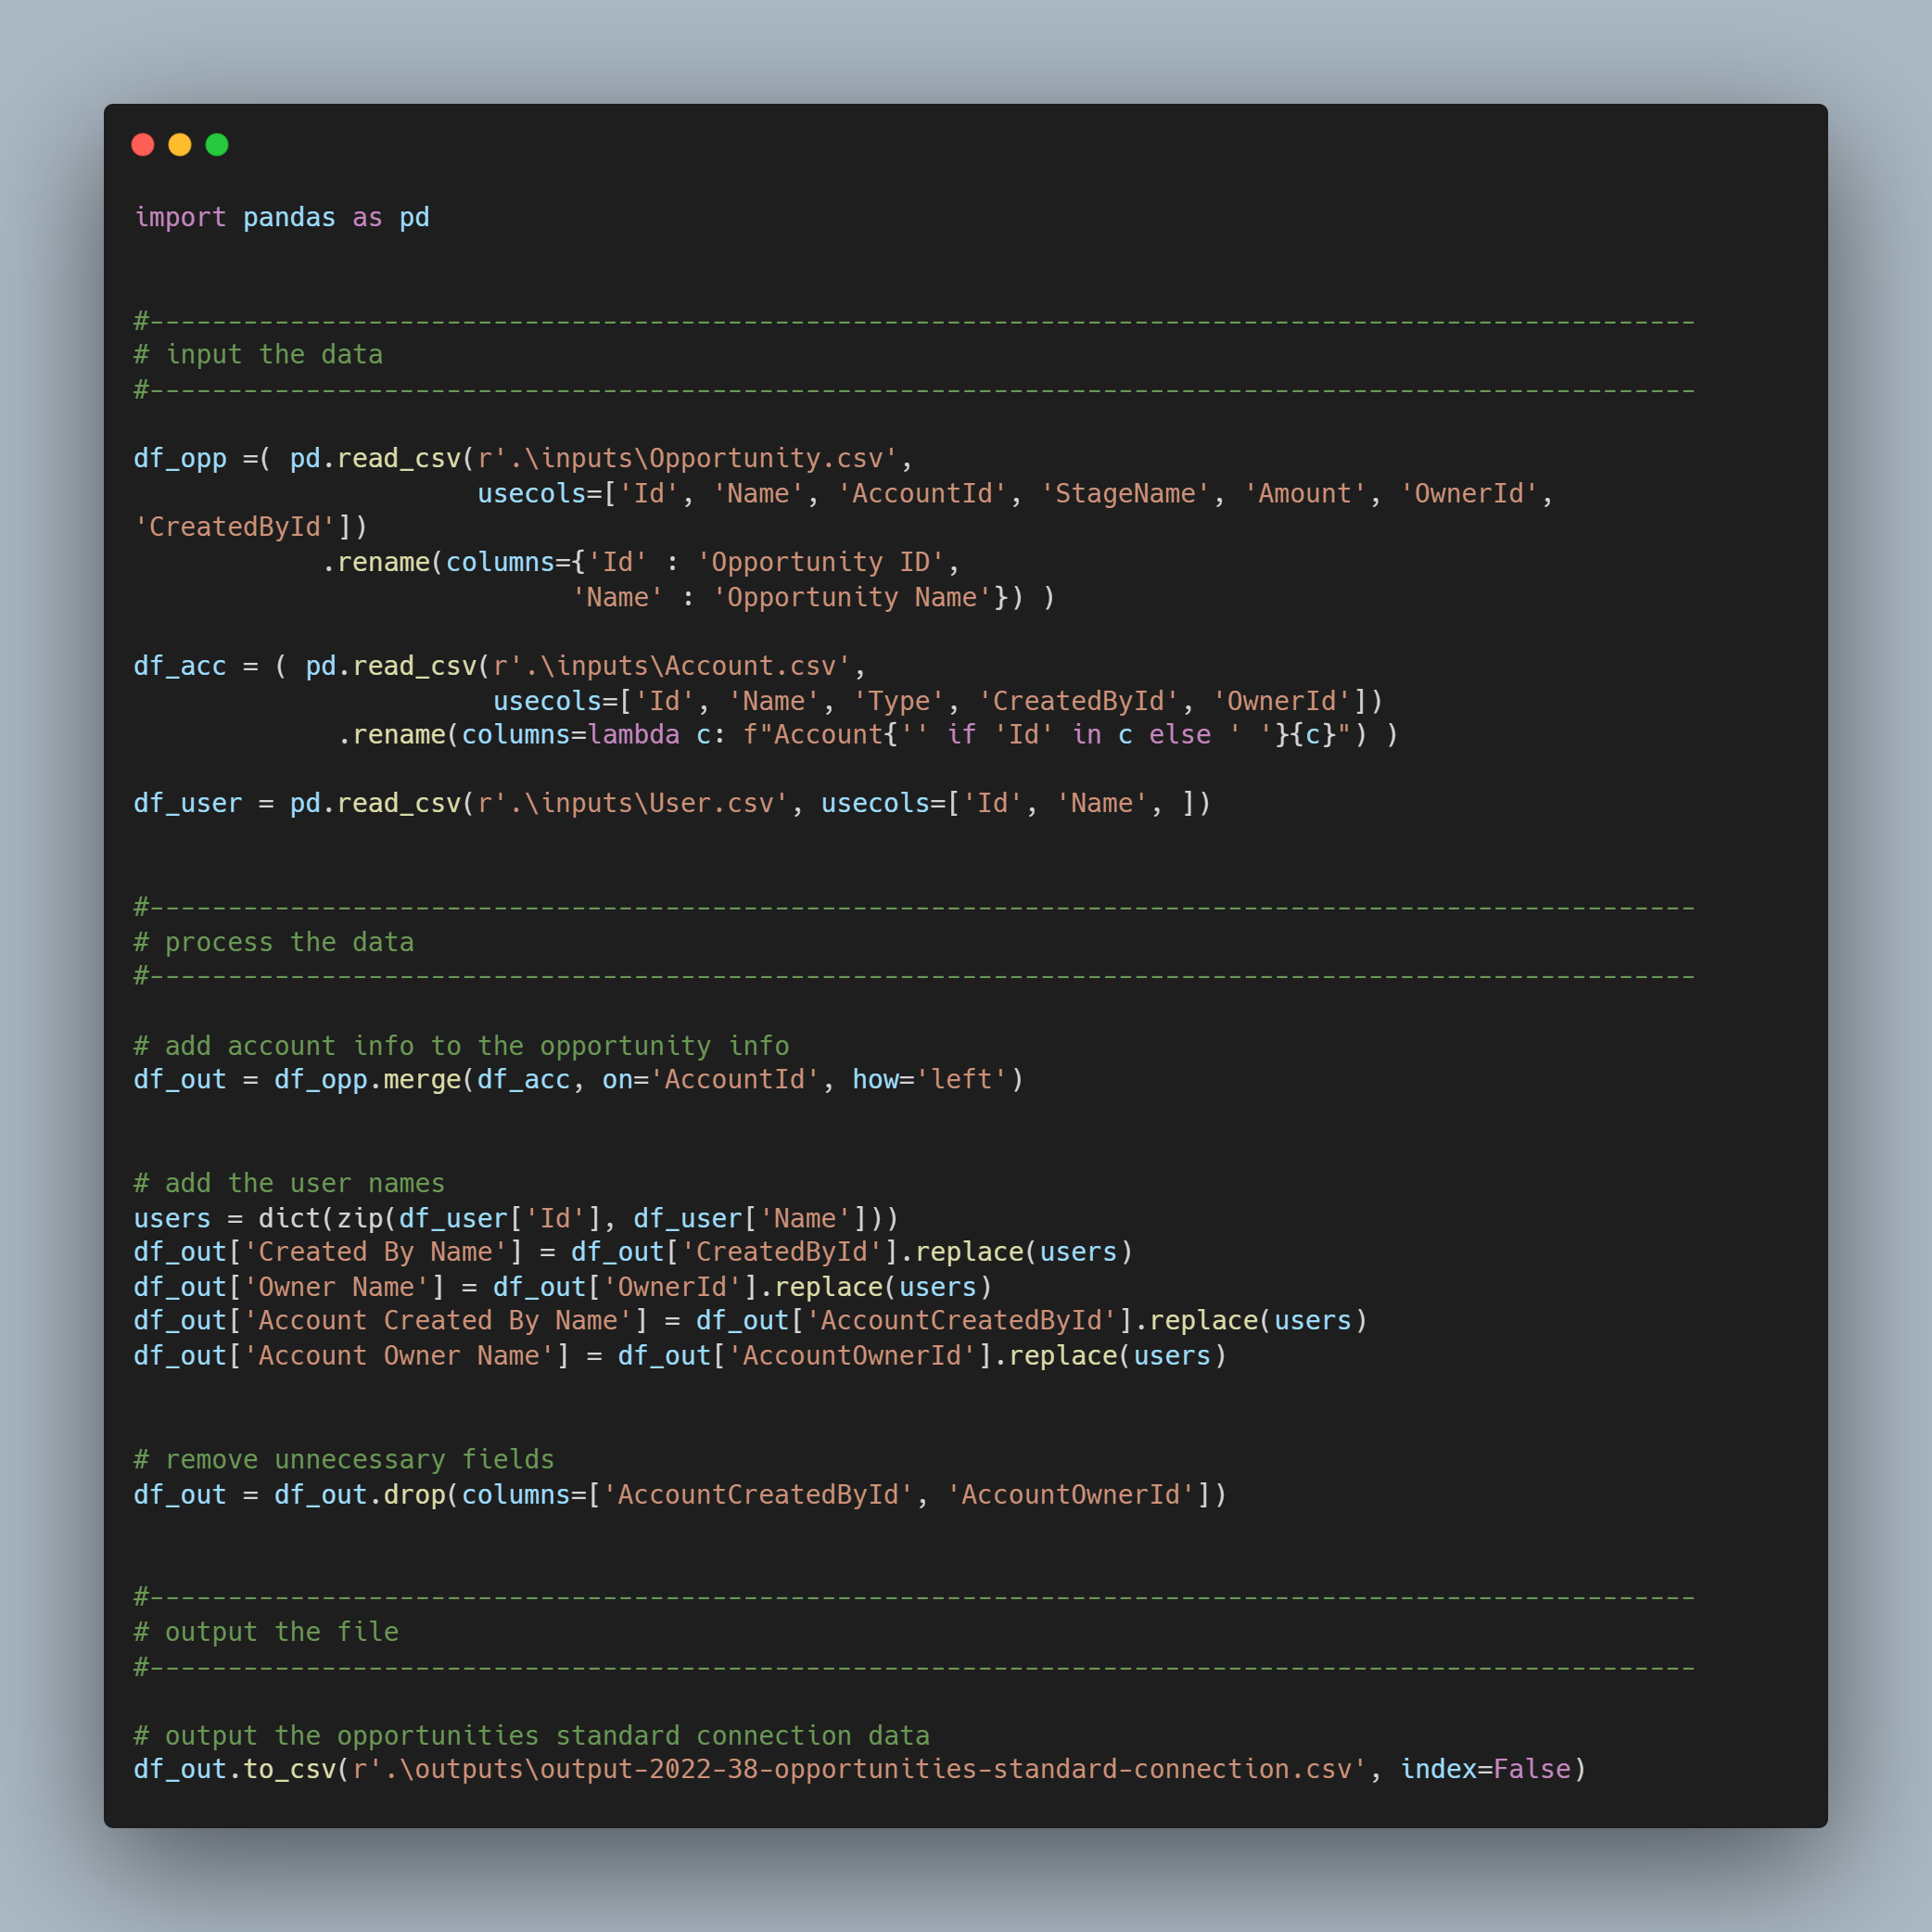 import pandas as pd
#---------------------------------------------------------------------------------------------------
# input the data
#---------------------------------------------------------------------------------------------------
df_opp =( pd.read_csv(r'.\inputs\Opportunity.csv',
                      usecols=['Id', 'Name', 'AccountId', 'StageName', 'Amount', 'OwnerId',
'CreatedById'])
            .rename(columns={'Id' : 'Opportunity ID',
                            'Name' : 'Opportunity Name'}) )
df_acc = ( pd.read_csv(r'.\inputs\Account.csv',
                       usecols=['Id', 'Name', 'Type', 'CreatedById', 'OwnerId'])
             .rename(columns=lambda c: f"Account{'' if 'Id' in c else ' '}{c}") )
df_user = pd.read_csv(r'.\inputs\User.csv', usecols=['Id', 'Name', ])
#---------------------------------------------------------------------------------------------------
# process the data
#---------------------------------------------------------------------------------------------------
# add account info to the opportunity info
df_out = df_opp.merge(df_acc, on='AccountId', how='left')
# add the user names
users = dict(zip(df_user['Id'], df_user['Name']))
df_out['Created By Name'] = df_out['CreatedById'].replace(users)
df_out['Owner Name'] = df_out['OwnerId'].replace(users)
df_out['Account Created By Name'] = df_out['AccountCreatedById'].replace(users)
df_out['Account Owner Name'] = df_out['AccountOwnerId'].replace(users)
# remove unnecessary fields
df_out = df_out.drop(columns=['AccountCreatedById', 'AccountOwnerId'])
#---------------------------------------------------------------------------------------------------
# output the file
#---------------------------------------------------------------------------------------------------
# output the opportunities standard connection data
df_out.to_csv(r'.\outputs\output-2022-38-opportunities-standard-connection.csv', index=False)